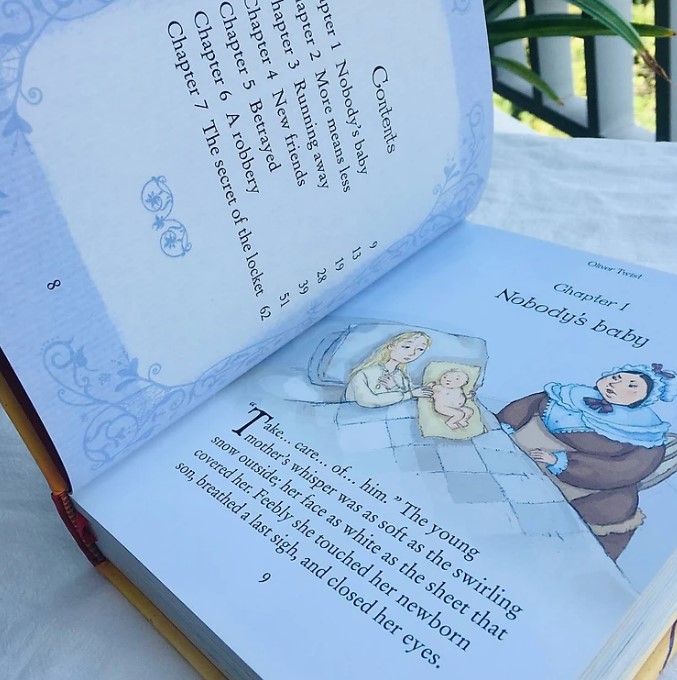 Contents
Chapter 1 Nobody's baby 9
Chapter 2 More means less 13
Chapter 3 Running away 19
Chapter 4 New friends 28
Chapter 5 Betrayed 39
Chapter 6 A robbery 51
Chapter 7 The secret of the locket 62
8
Oliver Twist
Chapter 1
Nobody's baby
"Take... care... of... him." The young
mother's whisper was as soft as the swirling
snow outside; her face as white as the sheet that
covered her. Feebly she touched her newborn
son, breathed a last sigh, and closed her eyes.
9